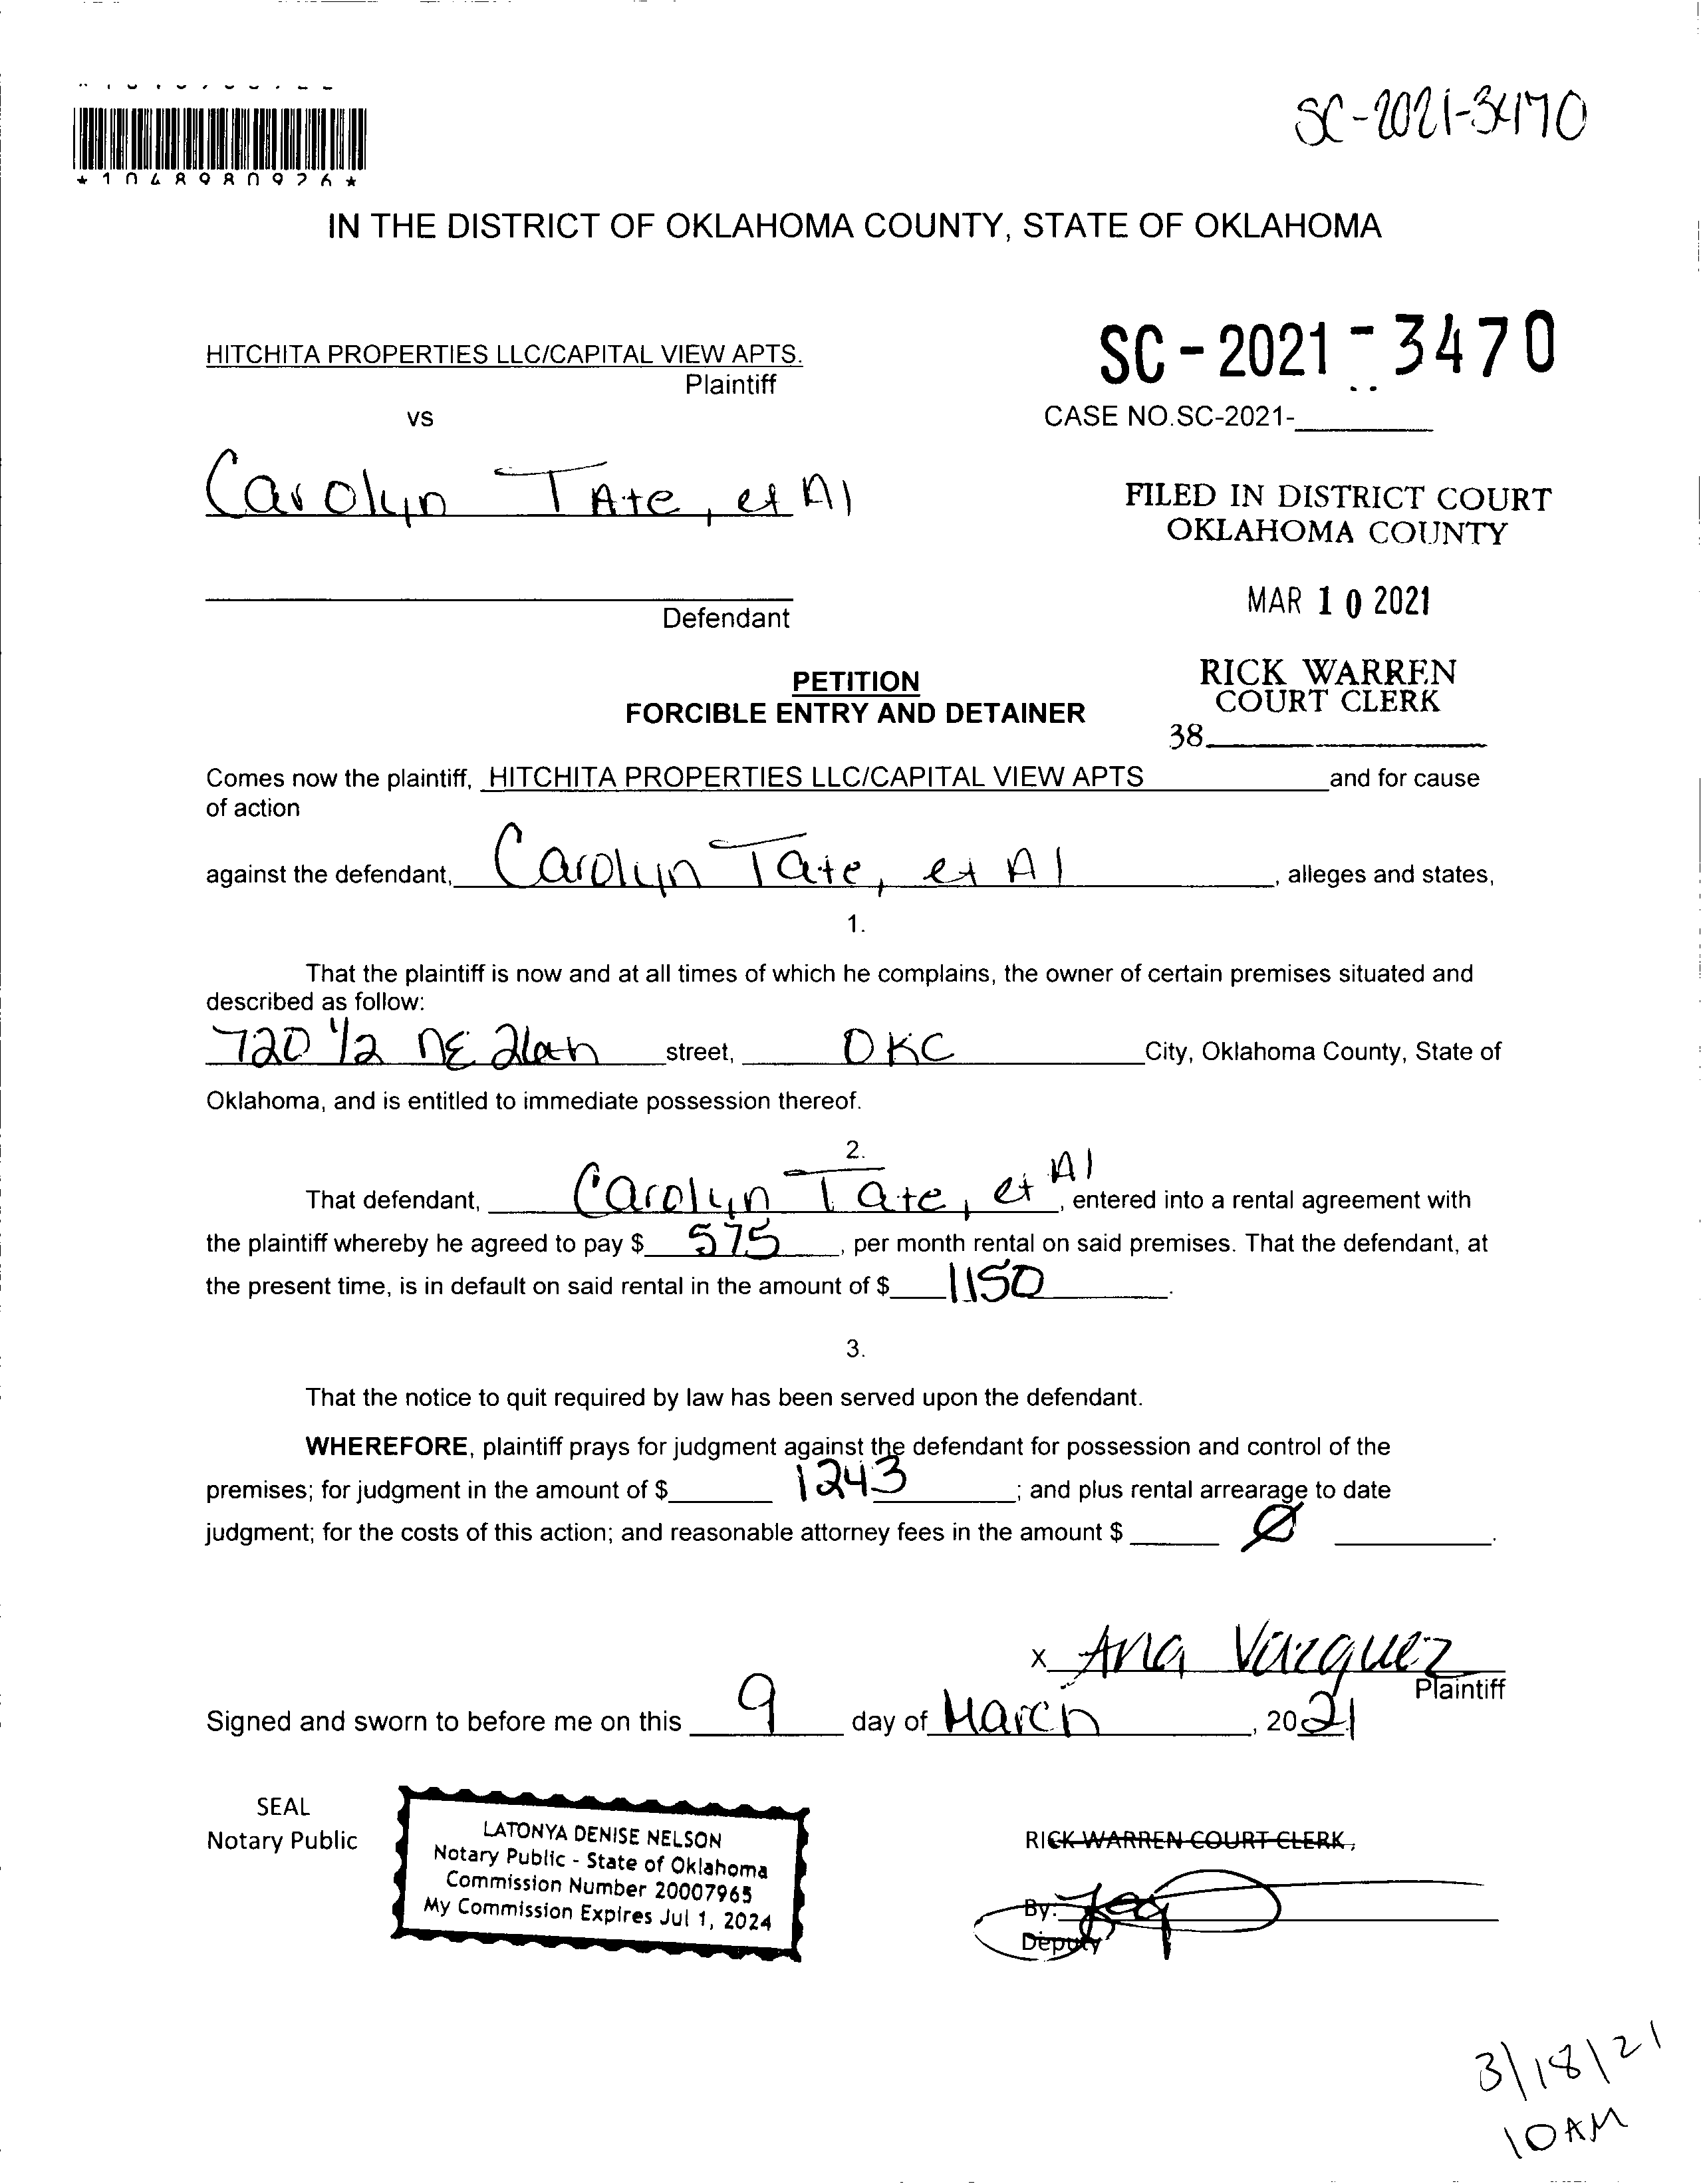 SC-2021-3470
*1048980926*
IN THE DISTRICT OF OKLAHOMA COUNTY, STATE OF OKLAHOMA
HITCHITA PROPERTIES LLC/CAPITAL VIEW APTS.
Plaintiff
SC-2021-3470
vs
CASE NO.SC-2021-
Carolyn TAte, et Al
FILED IN DISTRICT COURT
OKLAHOMA COUNTY
Defendant
MAR 10 2021
PETITION
FORCIBLE ENTRY AND DETAINER
RICK WARREN
COURT CLERK
38
Comes now the plaintiff, HITCHITA PROPERTIES LLC/CAPITAL VIEW APTS and for cause
of action
against the defendant, Carolyn Tate, et Al, alleges and states,
1.
That the plaintiff is now and at all times of which he complains, the owner of certain premises situated and
described as follow:
720 1/2 NE street, OKC City, Oklahoma County, State of
Oklahoma, and is entitled to immediate possession thereof.
2.
That defendant, Carolyn Tate, et Al, entered into a rental agreement with
the plaintiff whereby he agreed to pay $ 575, per month rental on said premises. That the defendant, at
the present time, is in default on said rental in the amount of $ 1150.
3.
That the notice to quit required by law has been served upon the defendant.
WHEREFORE, plaintiff prays for judgment against the defendant for possession and control of the
premises; for judgment in the amount of $ 1243; and plus rental arrearage to date
judgment; for the costs of this action; and reasonable attorney fees in the amount $ Ø.
x Ana Vazquez
Plaintiff
Signed and sworn to before me on this 9 day of March, 2021
SEAL
Notary Public
LATONYA DENISE NELSON
Notary Public - State of Oklahoma
Commission Number 20007965
My Commission Expires Jul 1, 2024
RICK WARREN COURT CLERK,
By:
Deputy
3/18/21
10AM